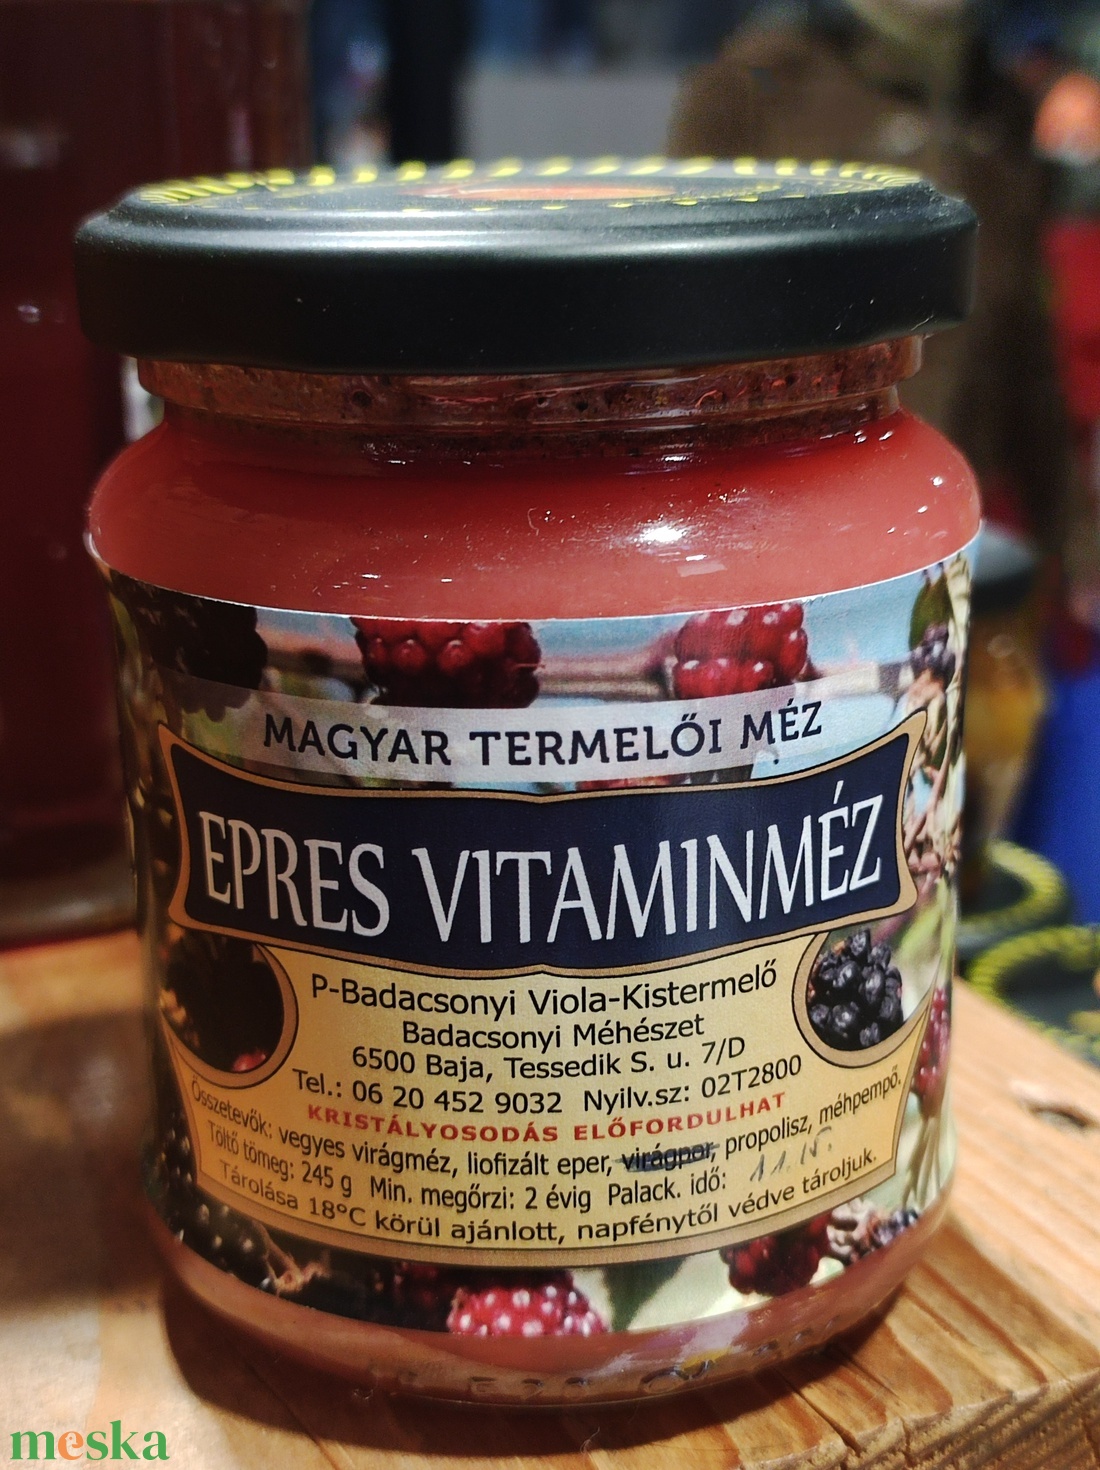 MAGYAR TERMELŐI MÉZ
EPRES VITAMINMÉZ
P-Badacsonyi Viola-Kistermelő
Badacsonyi Méhészet
6500 Baja, Tessedik S. u. 7/D
Tel.: 06 20 452 9032 Nyilv.sz: 02T2800
KRISTÁLYOSODÁS ELŐFORDULHAT
Összetevők: vegyes virágméz, liofizált eper, virágpor, propolisz, méhpempő.
Töltő tömeg: 245 g Min. megőrzi: 2 évig Palack. idő: 11.15.
Tárolása 18°C körül ajánlott, napfénytől védve tároljuk.
meska